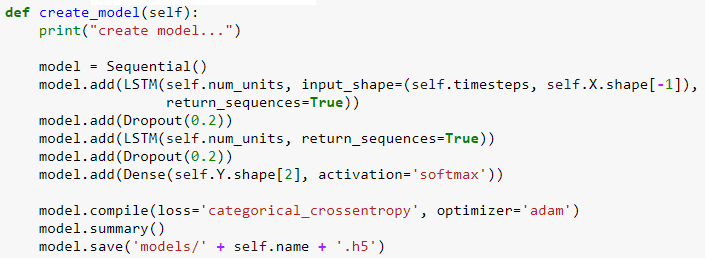 def create_model(self):
    print("create model...")

    model = Sequential()
    model.add(LSTM(self.num_units, input_shape=(self.timesteps, self.X.shape[-1]),
                   return_sequences=True))
    model.add(Dropout(0.2))
    model.add(LSTM(self.num_units, return_sequences=True))
    model.add(Dropout(0.2))
    model.add(Dense(self.Y.shape[2], activation='softmax'))

    model.compile(loss='categorical_crossentropy', optimizer='adam')
    model.summary()
    model.save('models/' + self.name + '.h5')